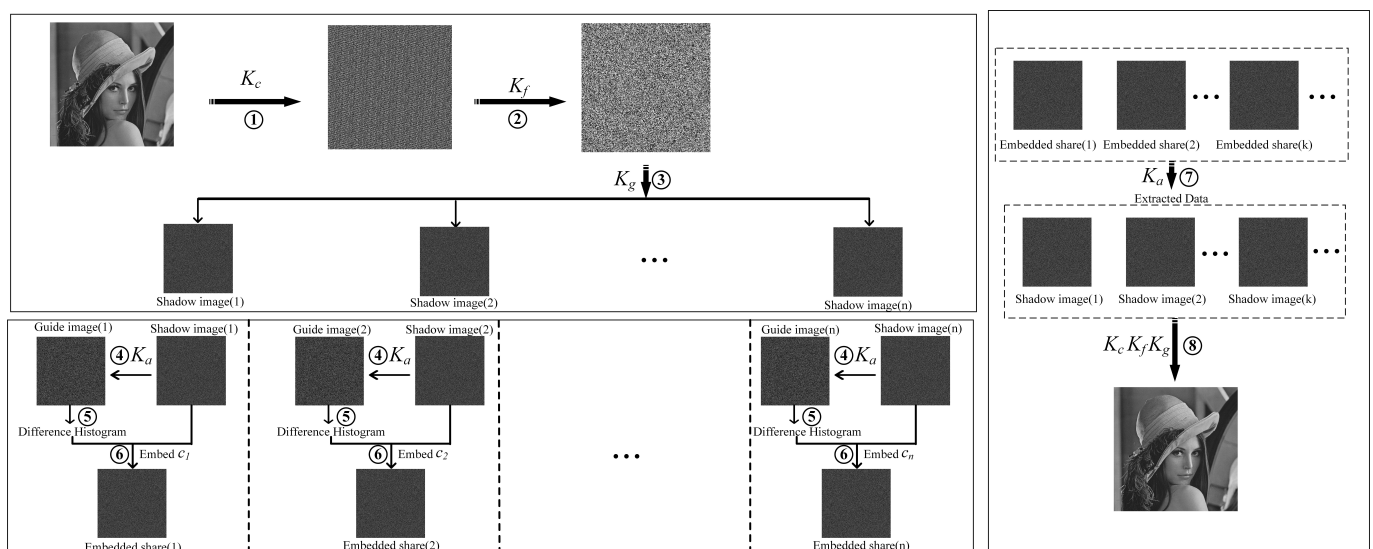 K_c
①
K_f
②
K_g ③
Shadow image(1)
Shadow image(2)
...
Shadow image(n)
Guide image(1) Shadow image(1)
④ K_a
⑤
Difference Histogram
⑥ Embed c_1
Embedded share(1)
Guide image(2) Shadow image(2)
④ K_a
⑤
Difference Histogram
⑥ Embed c_2
Embedded share(2)
...
Guide image(n) Shadow image(n)
④ K_a
⑤
Difference Histogram
⑥ Embed c_n
Embedded share(n)
... ...
Embedded share(1) Embedded share(2) Embedded share(k)
K_a ⑦
Extracted Data
... ...
Shadow image(1) Shadow image(2) Shadow image(k)
K_c K_f K_g ⑧